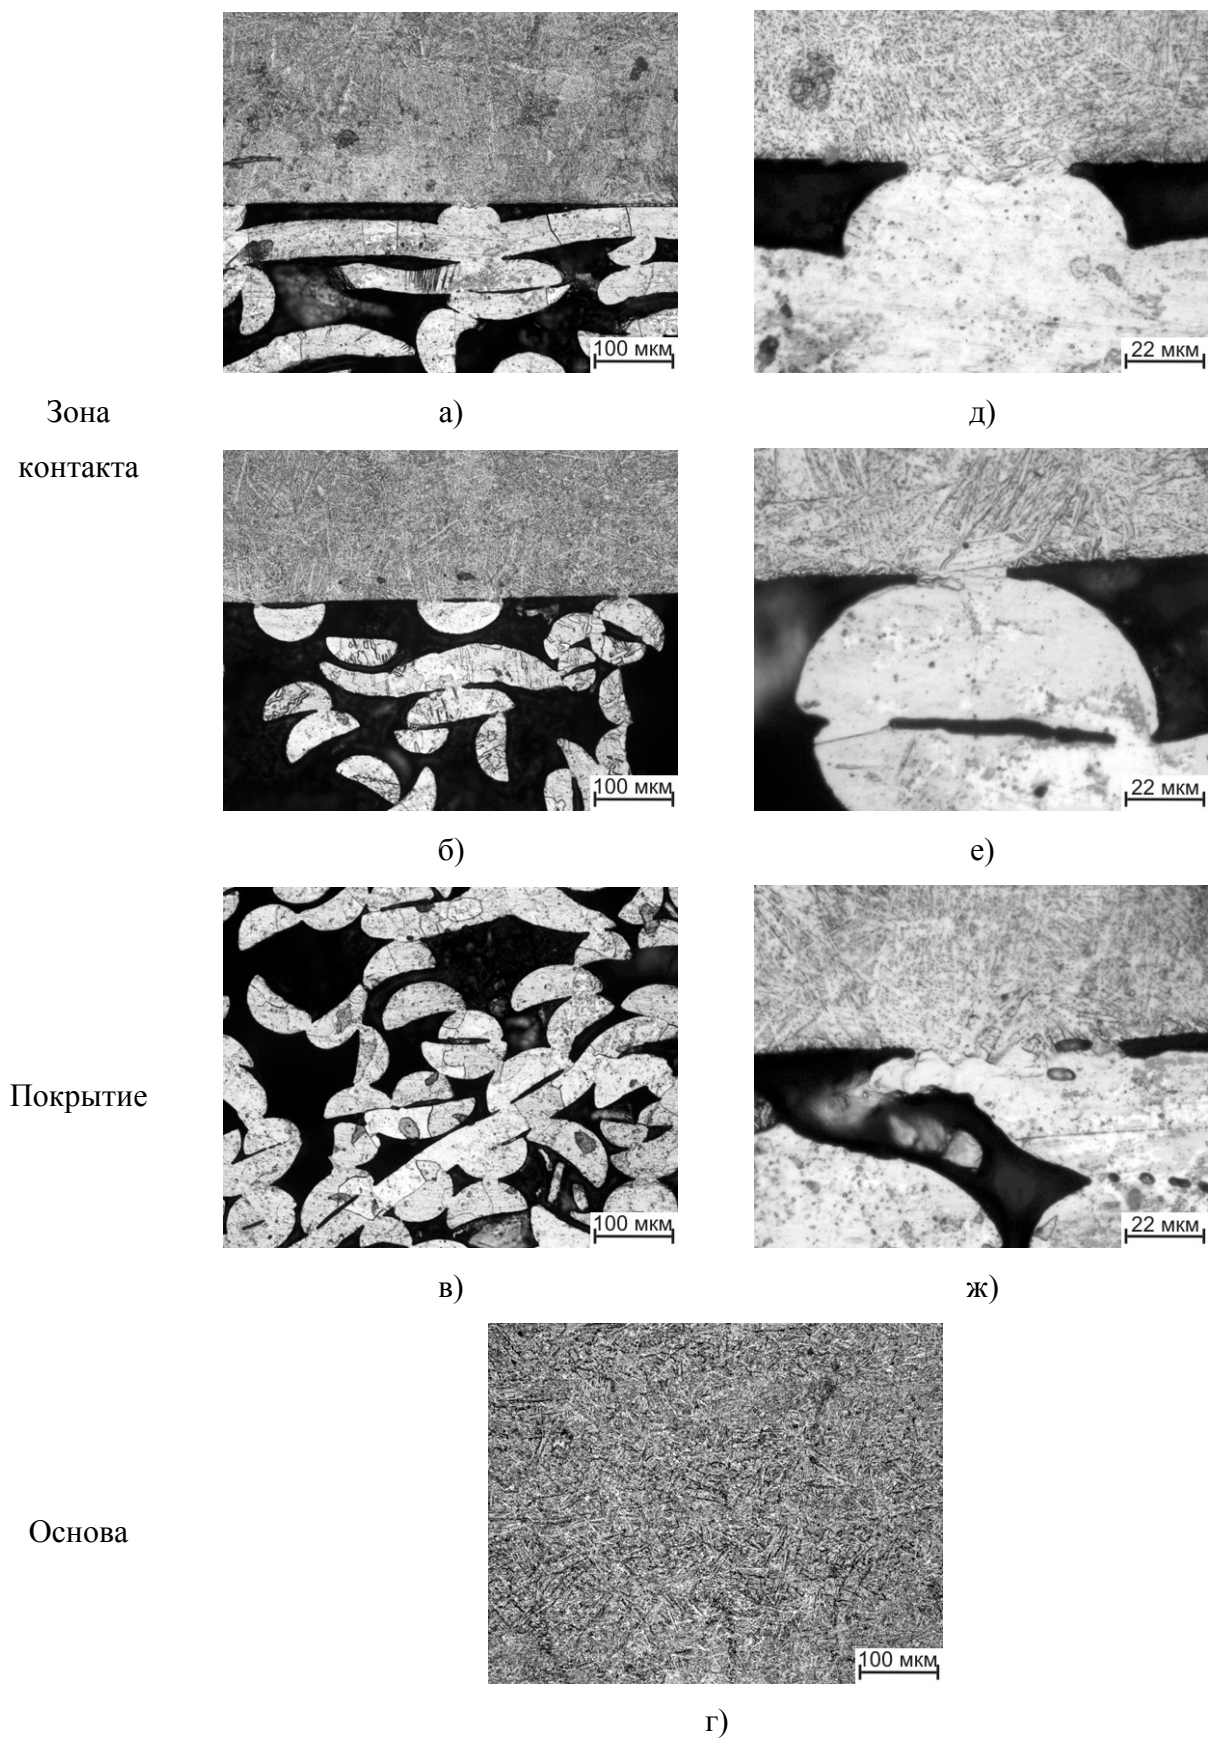 100 мкм
22 мкм
Зона
а)
д)
контакта
100 мкм
22 мкм
б)
е)
Покрытие
100 мкм
22 мкм
в)
ж)
Основа
100 мкм
г)